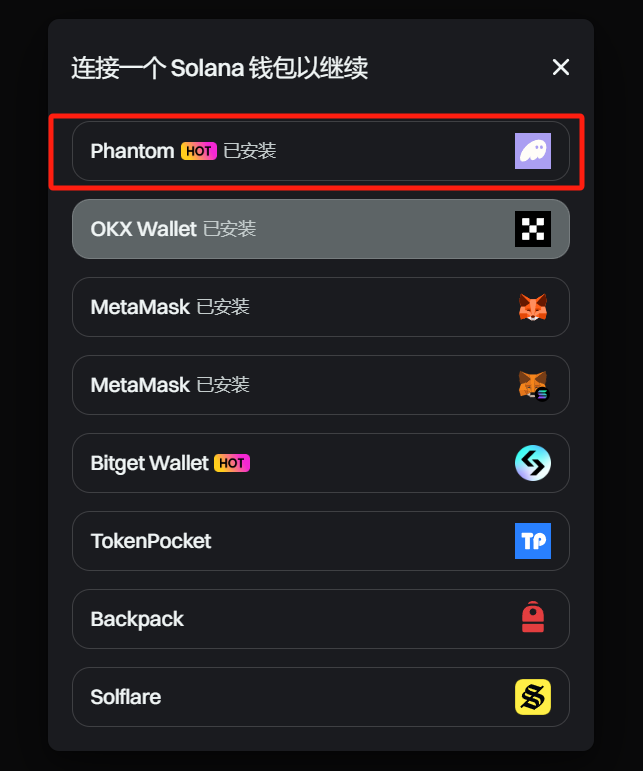 连接一个 Solana 钱包以继续
Phantom HOT 已安装
OKX Wallet 已安装
MetaMask 已安装
MetaMask 已安装
Bitget Wallet HOT
TokenPocket TP
Backpack
Solflare